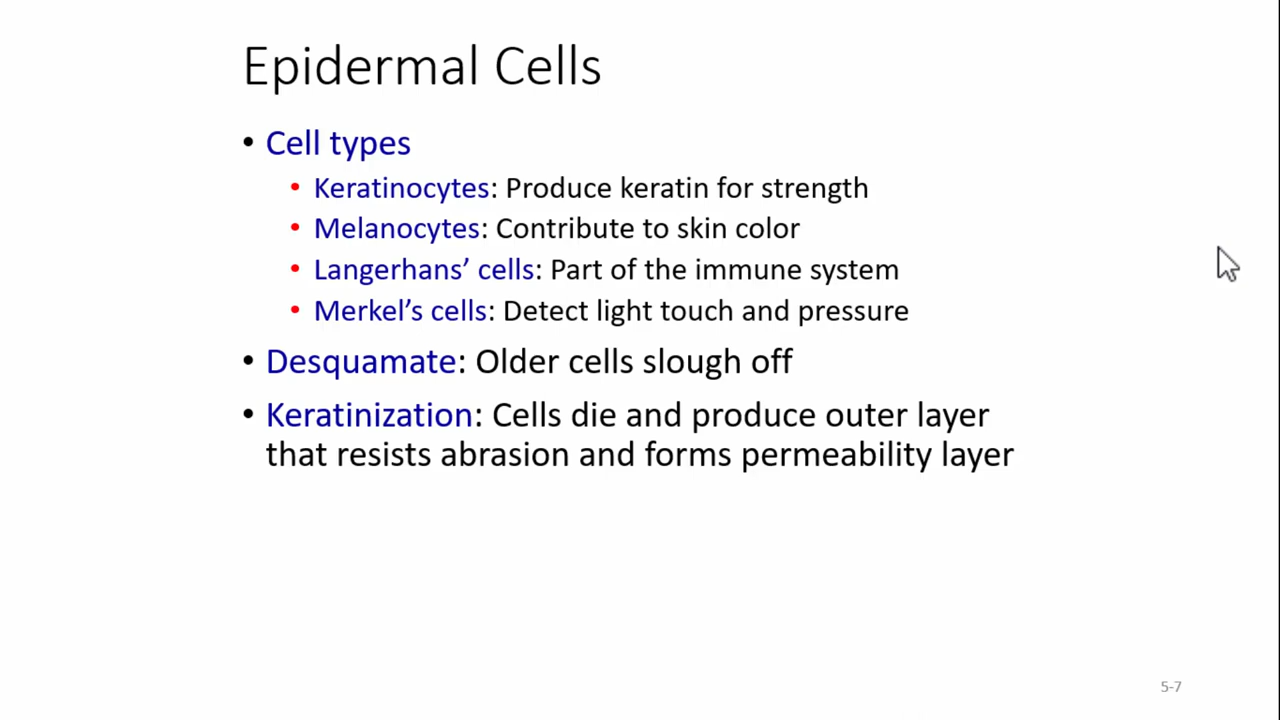 Epidermal Cells
• Cell types
• Keratinocytes: Produce keratin for strength
• Melanocytes: Contribute to skin color
• Langerhans’ cells: Part of the immune system
• Merkel’s cells: Detect light touch and pressure
• Desquamate: Older cells slough off
• Keratinization: Cells die and produce outer layer
that resists abrasion and forms permeability layer
5-7